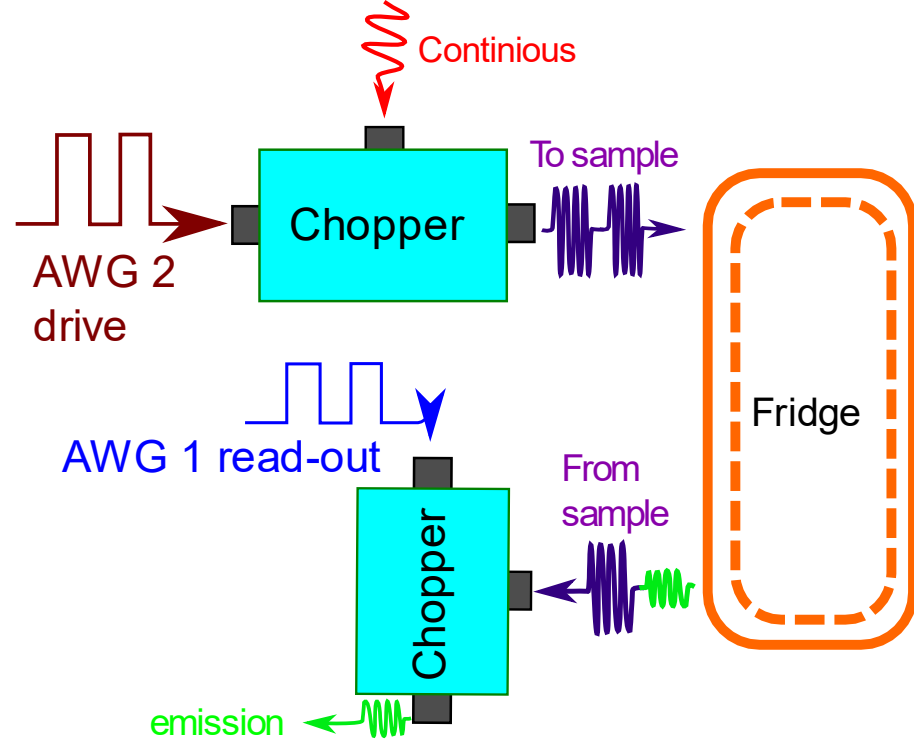 Continious
To sample
Chopper
AWG 2
drive
Fridge
AWG 1 read-out
From
sample
Chopper
emission